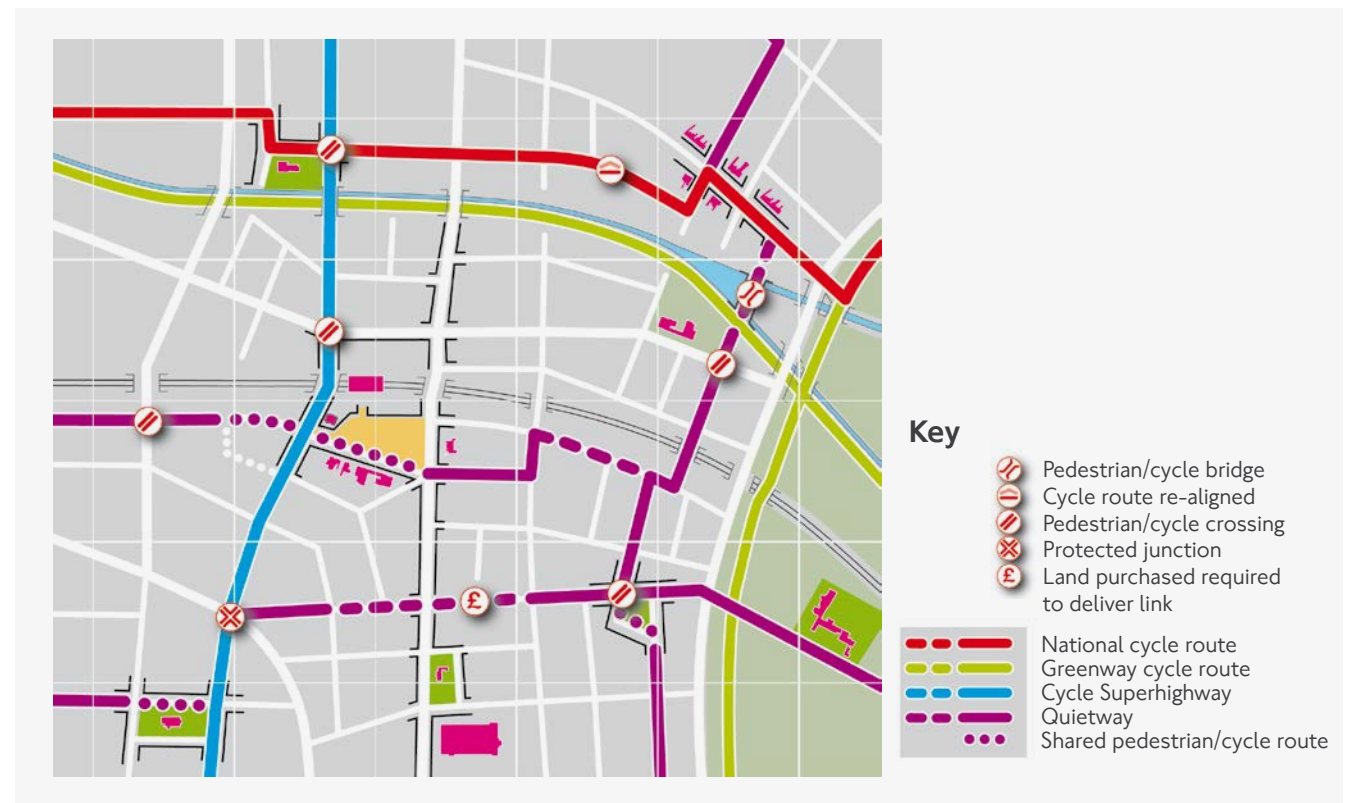 Key
Pedestrian/cycle bridge
Cycle route re-aligned
Pedestrian/cycle crossing
Protected junction
£ Land purchased required
to deliver link
National cycle route
Greenway cycle route
Cycle Superhighway
Quietway
Shared pedestrian/cycle route
£